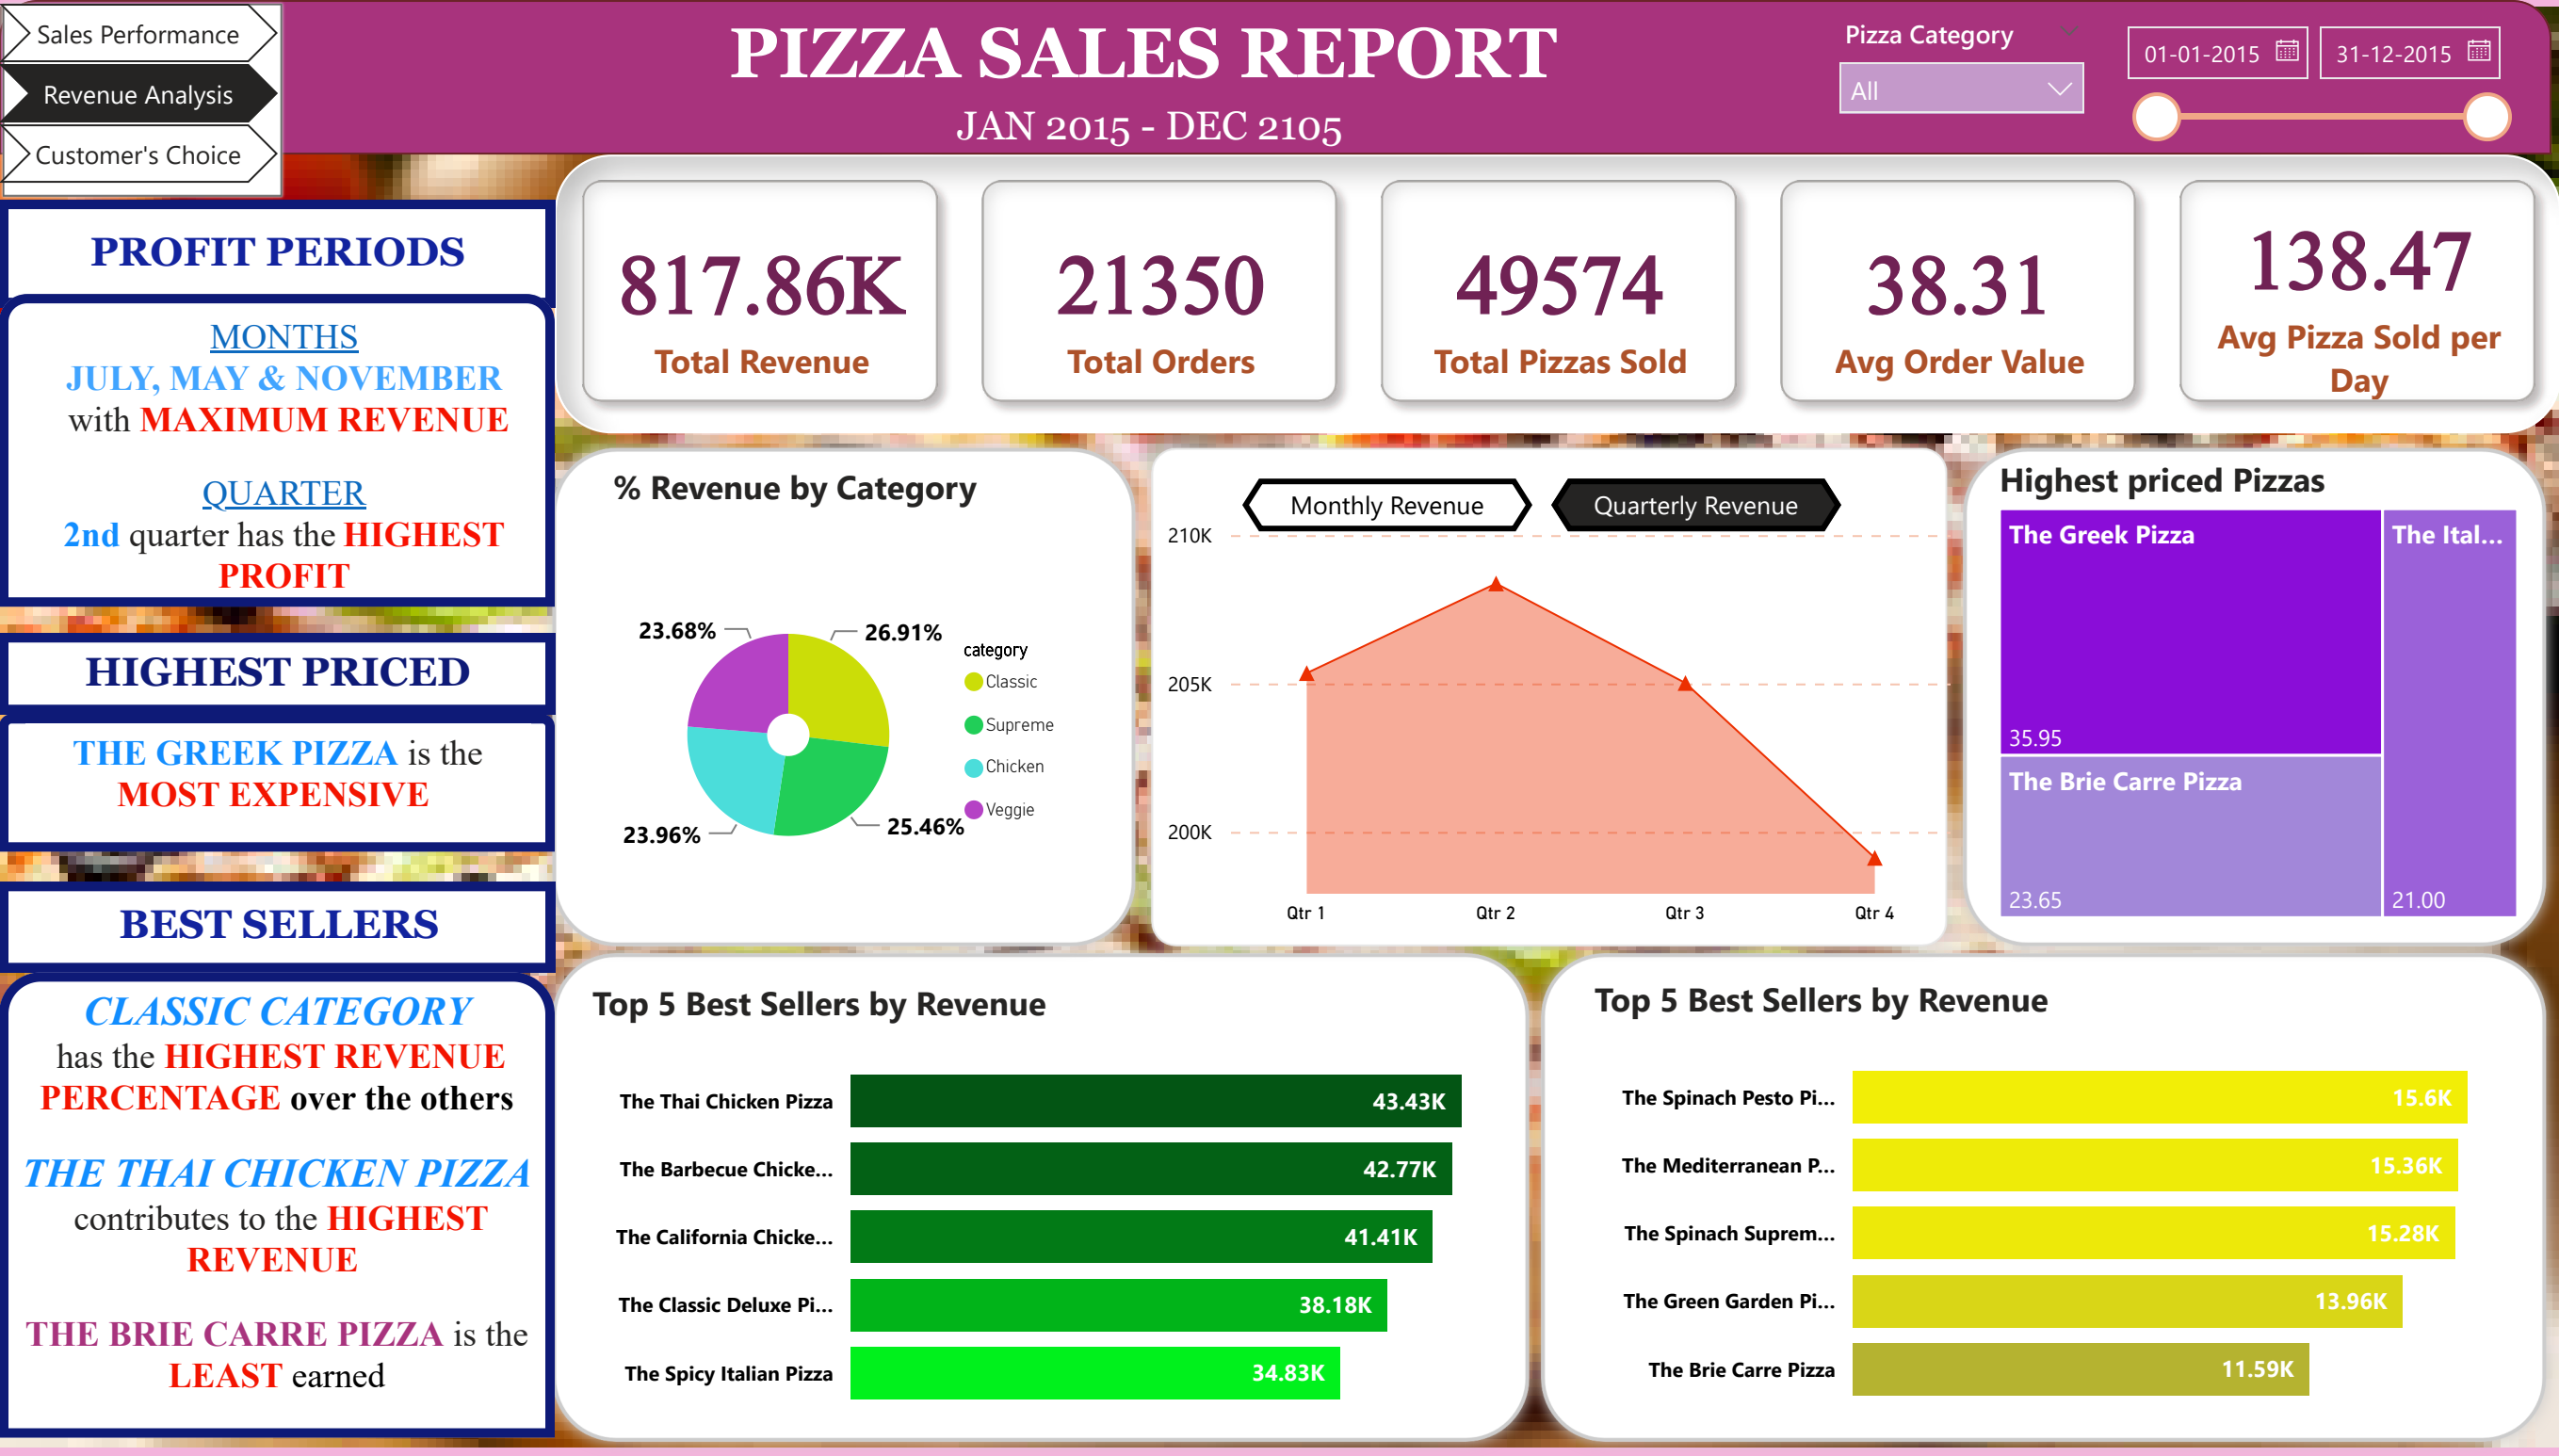 Sales Performance
Revenue Analysis
Customer's Choice
PIZZA SALES REPORT
JAN 2015 - DEC 2105
Pizza Category
All
01-01-2015
31-12-2015
PROFIT PERIODS
MONTHS
JULY, MAY & NOVEMBER
with MAXIMUM REVENUE
QUARTER
2nd quarter has the HIGHEST
PROFIT
HIGHEST PRICED
THE GREEK PIZZA is the
MOST EXPENSIVE
BEST SELLERS
CLASSIC CATEGORY
has the HIGHEST REVENUE
PERCENTAGE over the others
THE THAI CHICKEN PIZZA
contributes to the HIGHEST
REVENUE
THE BRIE CARRE PIZZA is the
LEAST earned
817.86K
Total Revenue
21350
Total Orders
49574
Total Pizzas Sold
38.31
Avg Order Value
138.47
Avg Pizza Sold per
Day
% Revenue by Category
23.68%
26.91%
23.96%
25.46%
category
Classic
Supreme
Chicken
Veggie
Monthly Revenue
Quarterly Revenue
210K
205K
200K
Qtr 1
Qtr 2
Qtr 3
Qtr 4
Highest priced Pizzas
The Greek Pizza
35.95
The Ital...
21.00
The Brie Carre Pizza
23.65
Top 5 Best Sellers by Revenue
The Thai Chicken Pizza 43.43K
The Barbecue Chicke... 42.77K
The California Chicke... 41.41K
The Classic Deluxe Pi... 38.18K
The Spicy Italian Pizza 34.83K
Top 5 Best Sellers by Revenue
The Spinach Pesto Pi... 15.6K
The Mediterranean P... 15.36K
The Spinach Suprem... 15.28K
The Green Garden Pi... 13.96K
The Brie Carre Pizza 11.59K